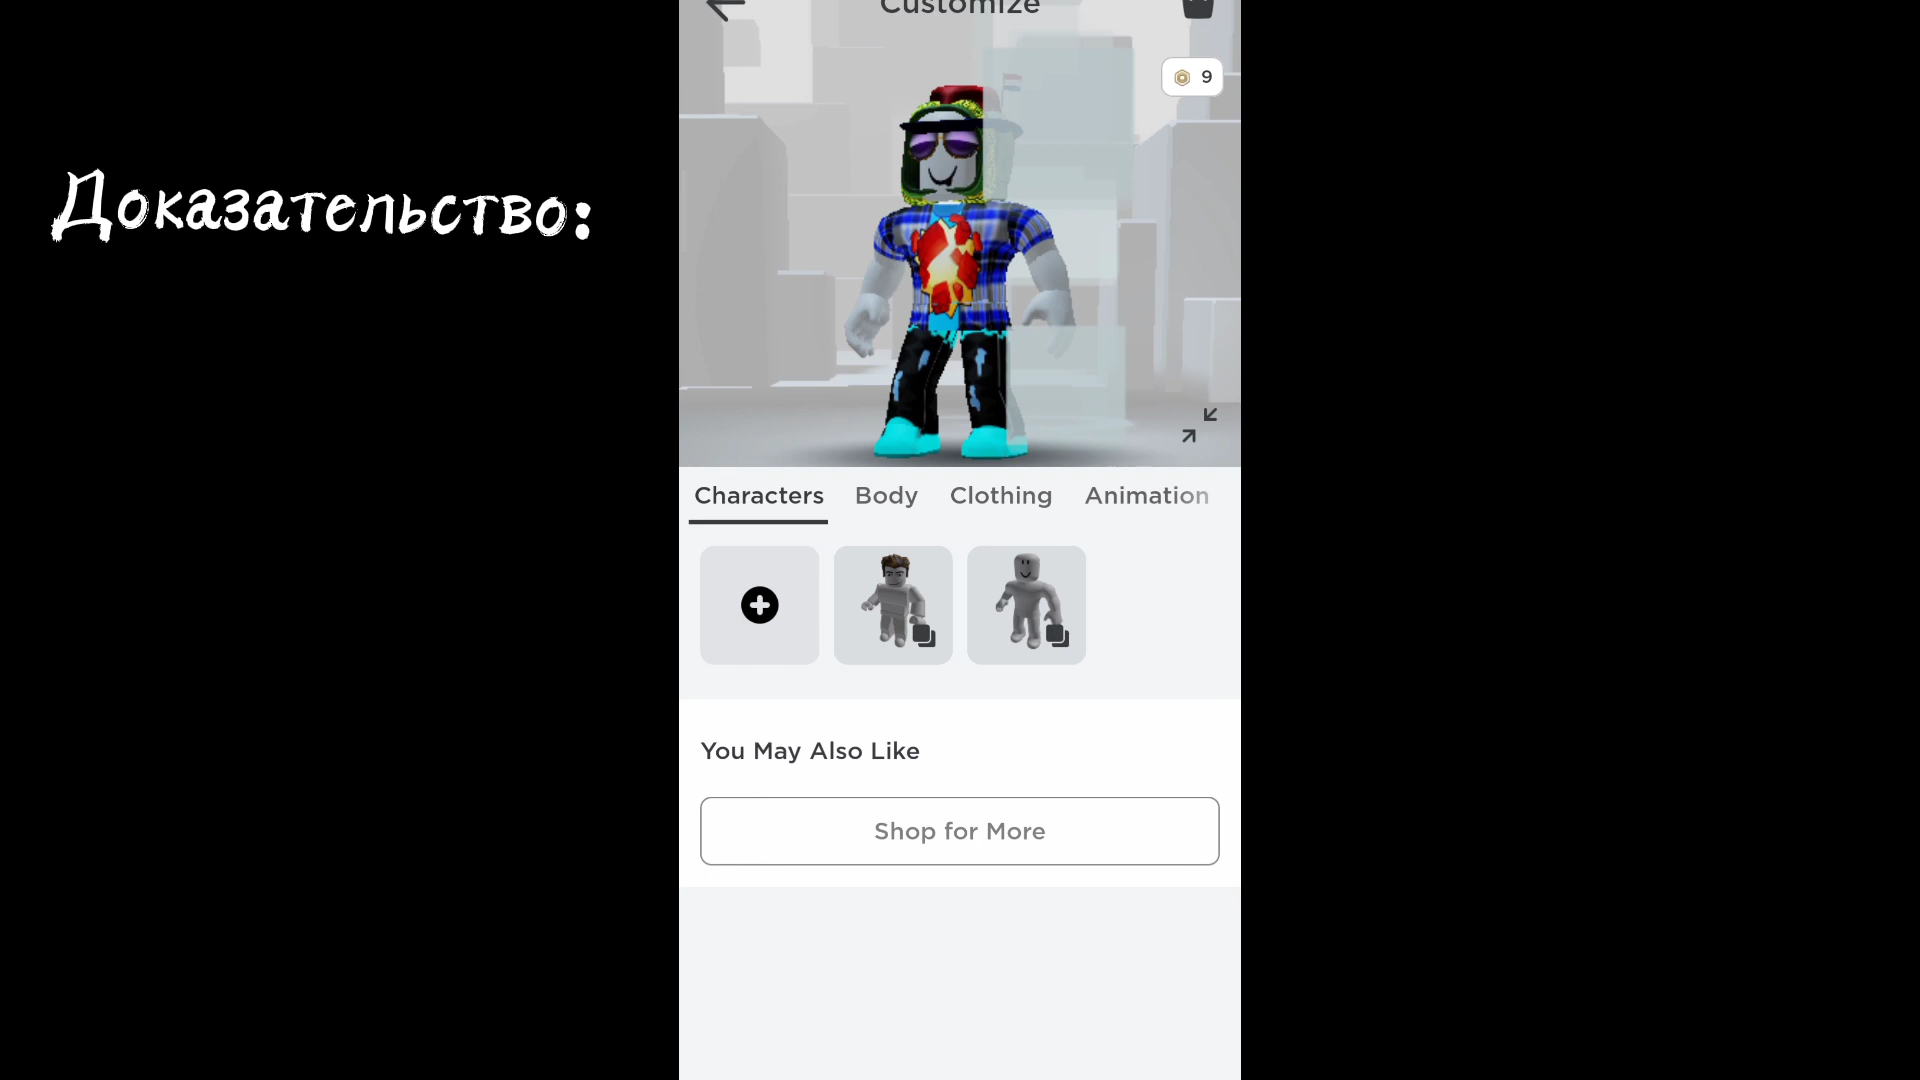 Customize
9
Доказательство:
Characters Body Clothing Animation
You May Also Like
Shop for More